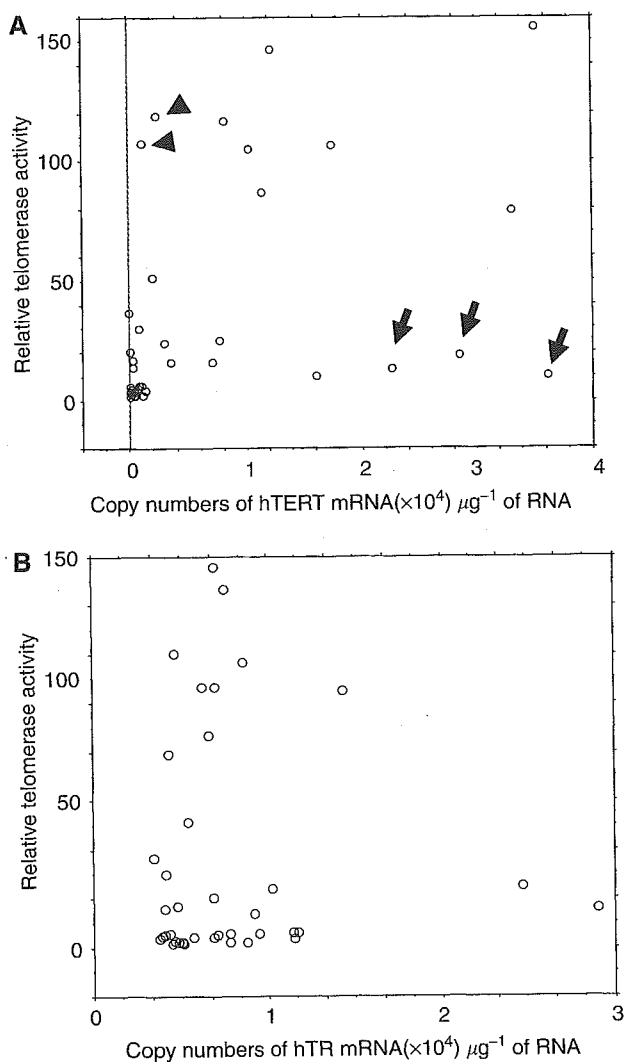 A
150
100
50
0
Relative telomerase activity
0 1 2 3 4
Copy numbers of hTERT mRNA(×10⁴) μg⁻¹ of RNA
B
150
100
50
0
Relative telomerase activity
0 1 2 3
Copy numbers of hTR mRNA(×10⁴) μg⁻¹ of RNA